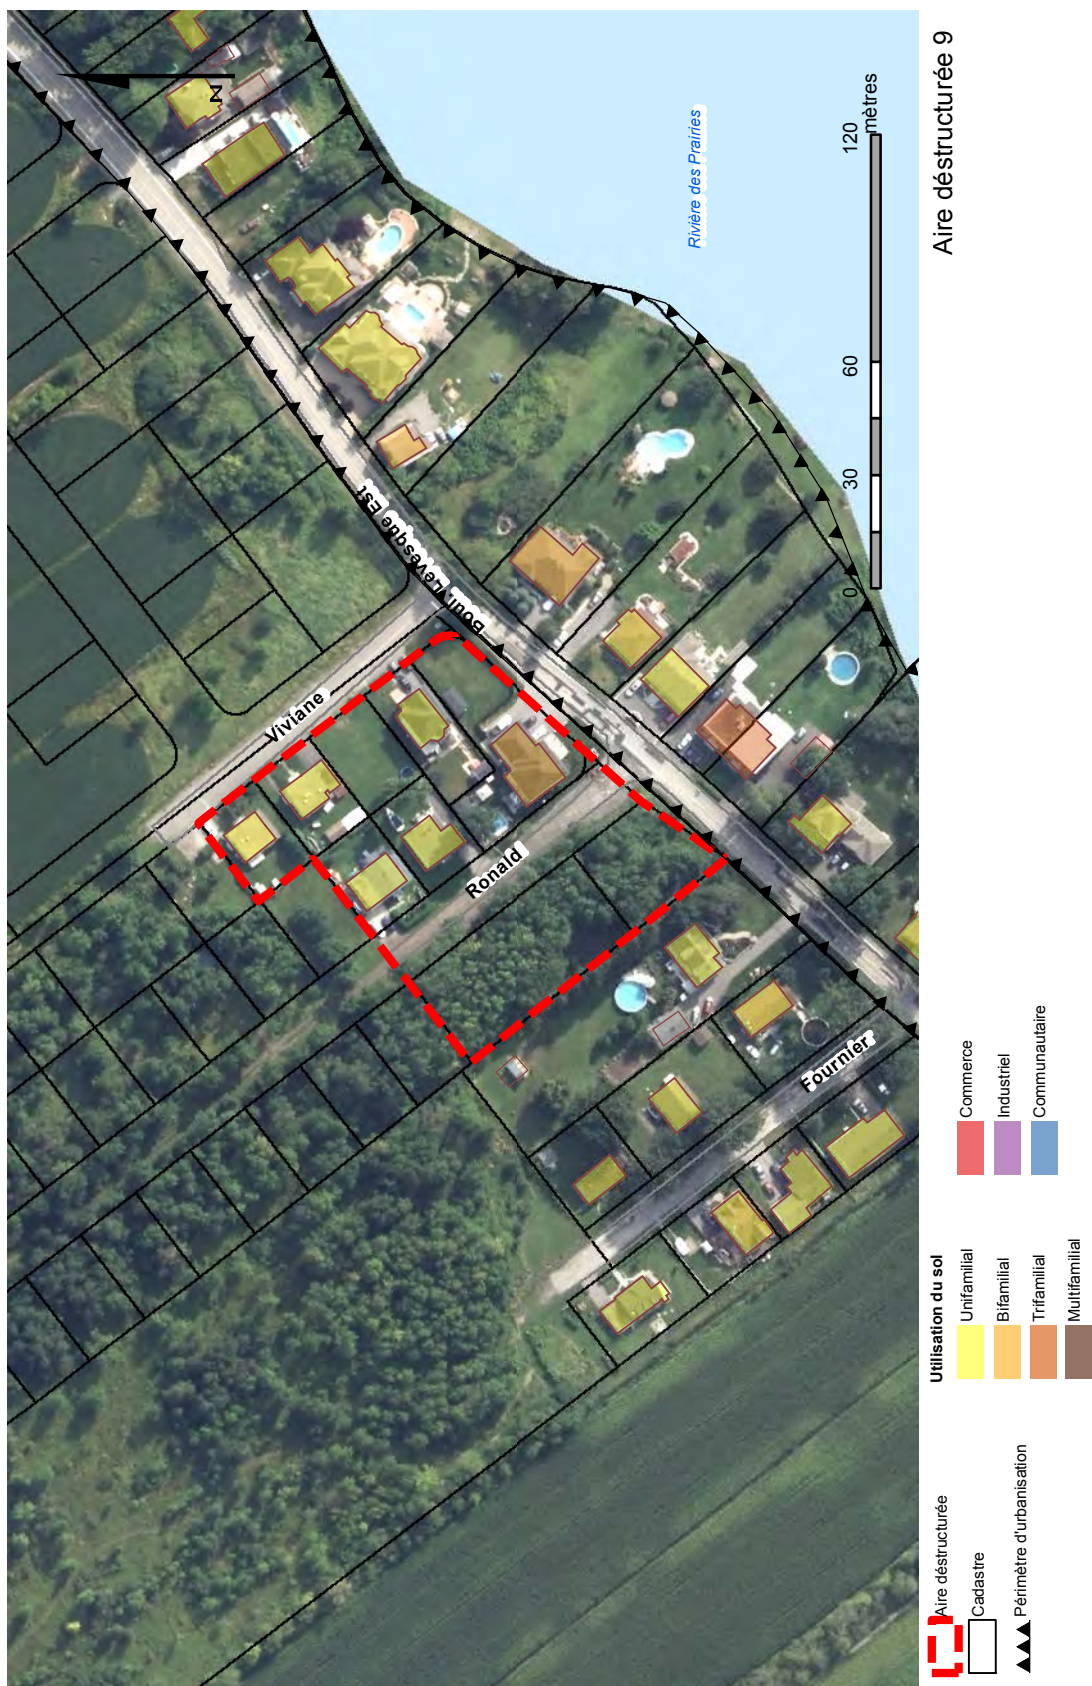 Rivière des Prairies
Boul. Lévesque Est
Viviane
Ronald
Fournier
N
0 30 60 120
mètres
Aire déstructurée 9
Aire déstructurée
Cadastre
Périmètre d'urbanisation
Utilisation du sol
Unifamilial
Bifamilial
Trifamilial
Multifamilial
Commerce
Industriel
Communautaire